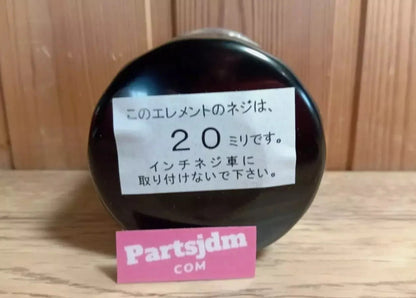 このエレメントのネジは、
２０ミリです。
インチネジ車に
取り付けないで下さい。
Partsjdm
COM